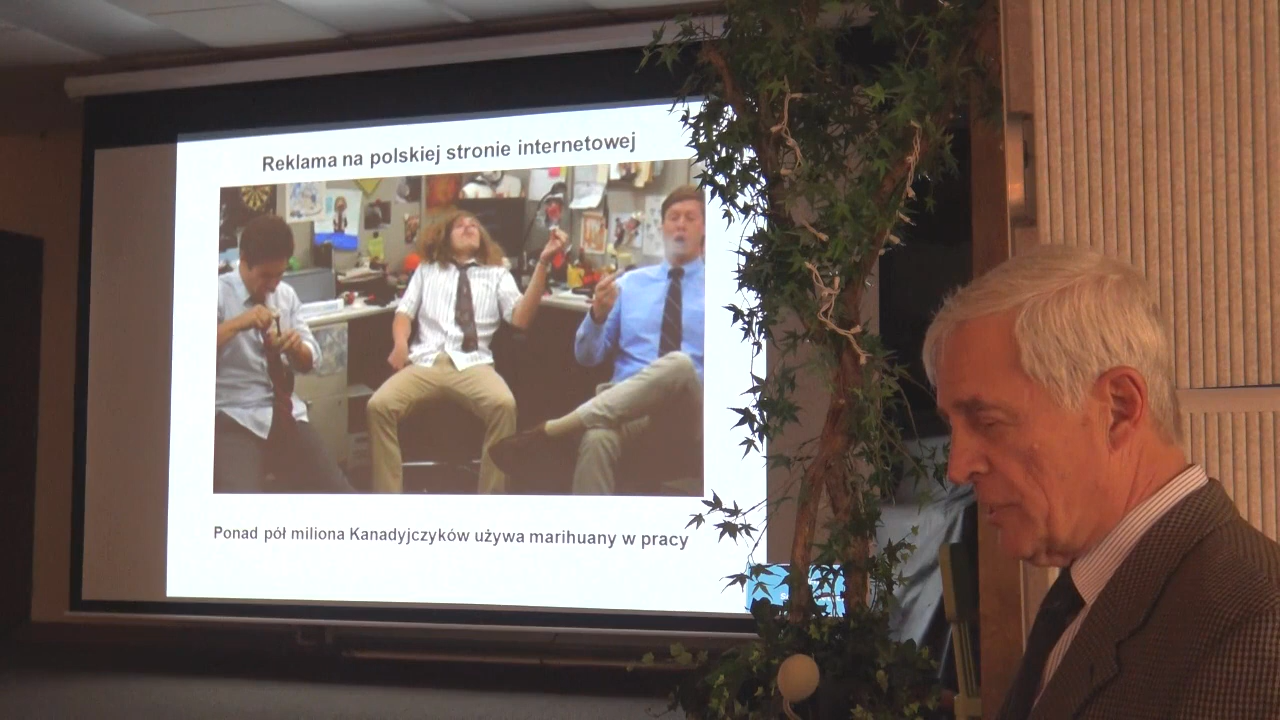 Reklama na polskiej stronie internetowej
Ponad pół miliona Kanadyjczyków używa marihuany w pracy